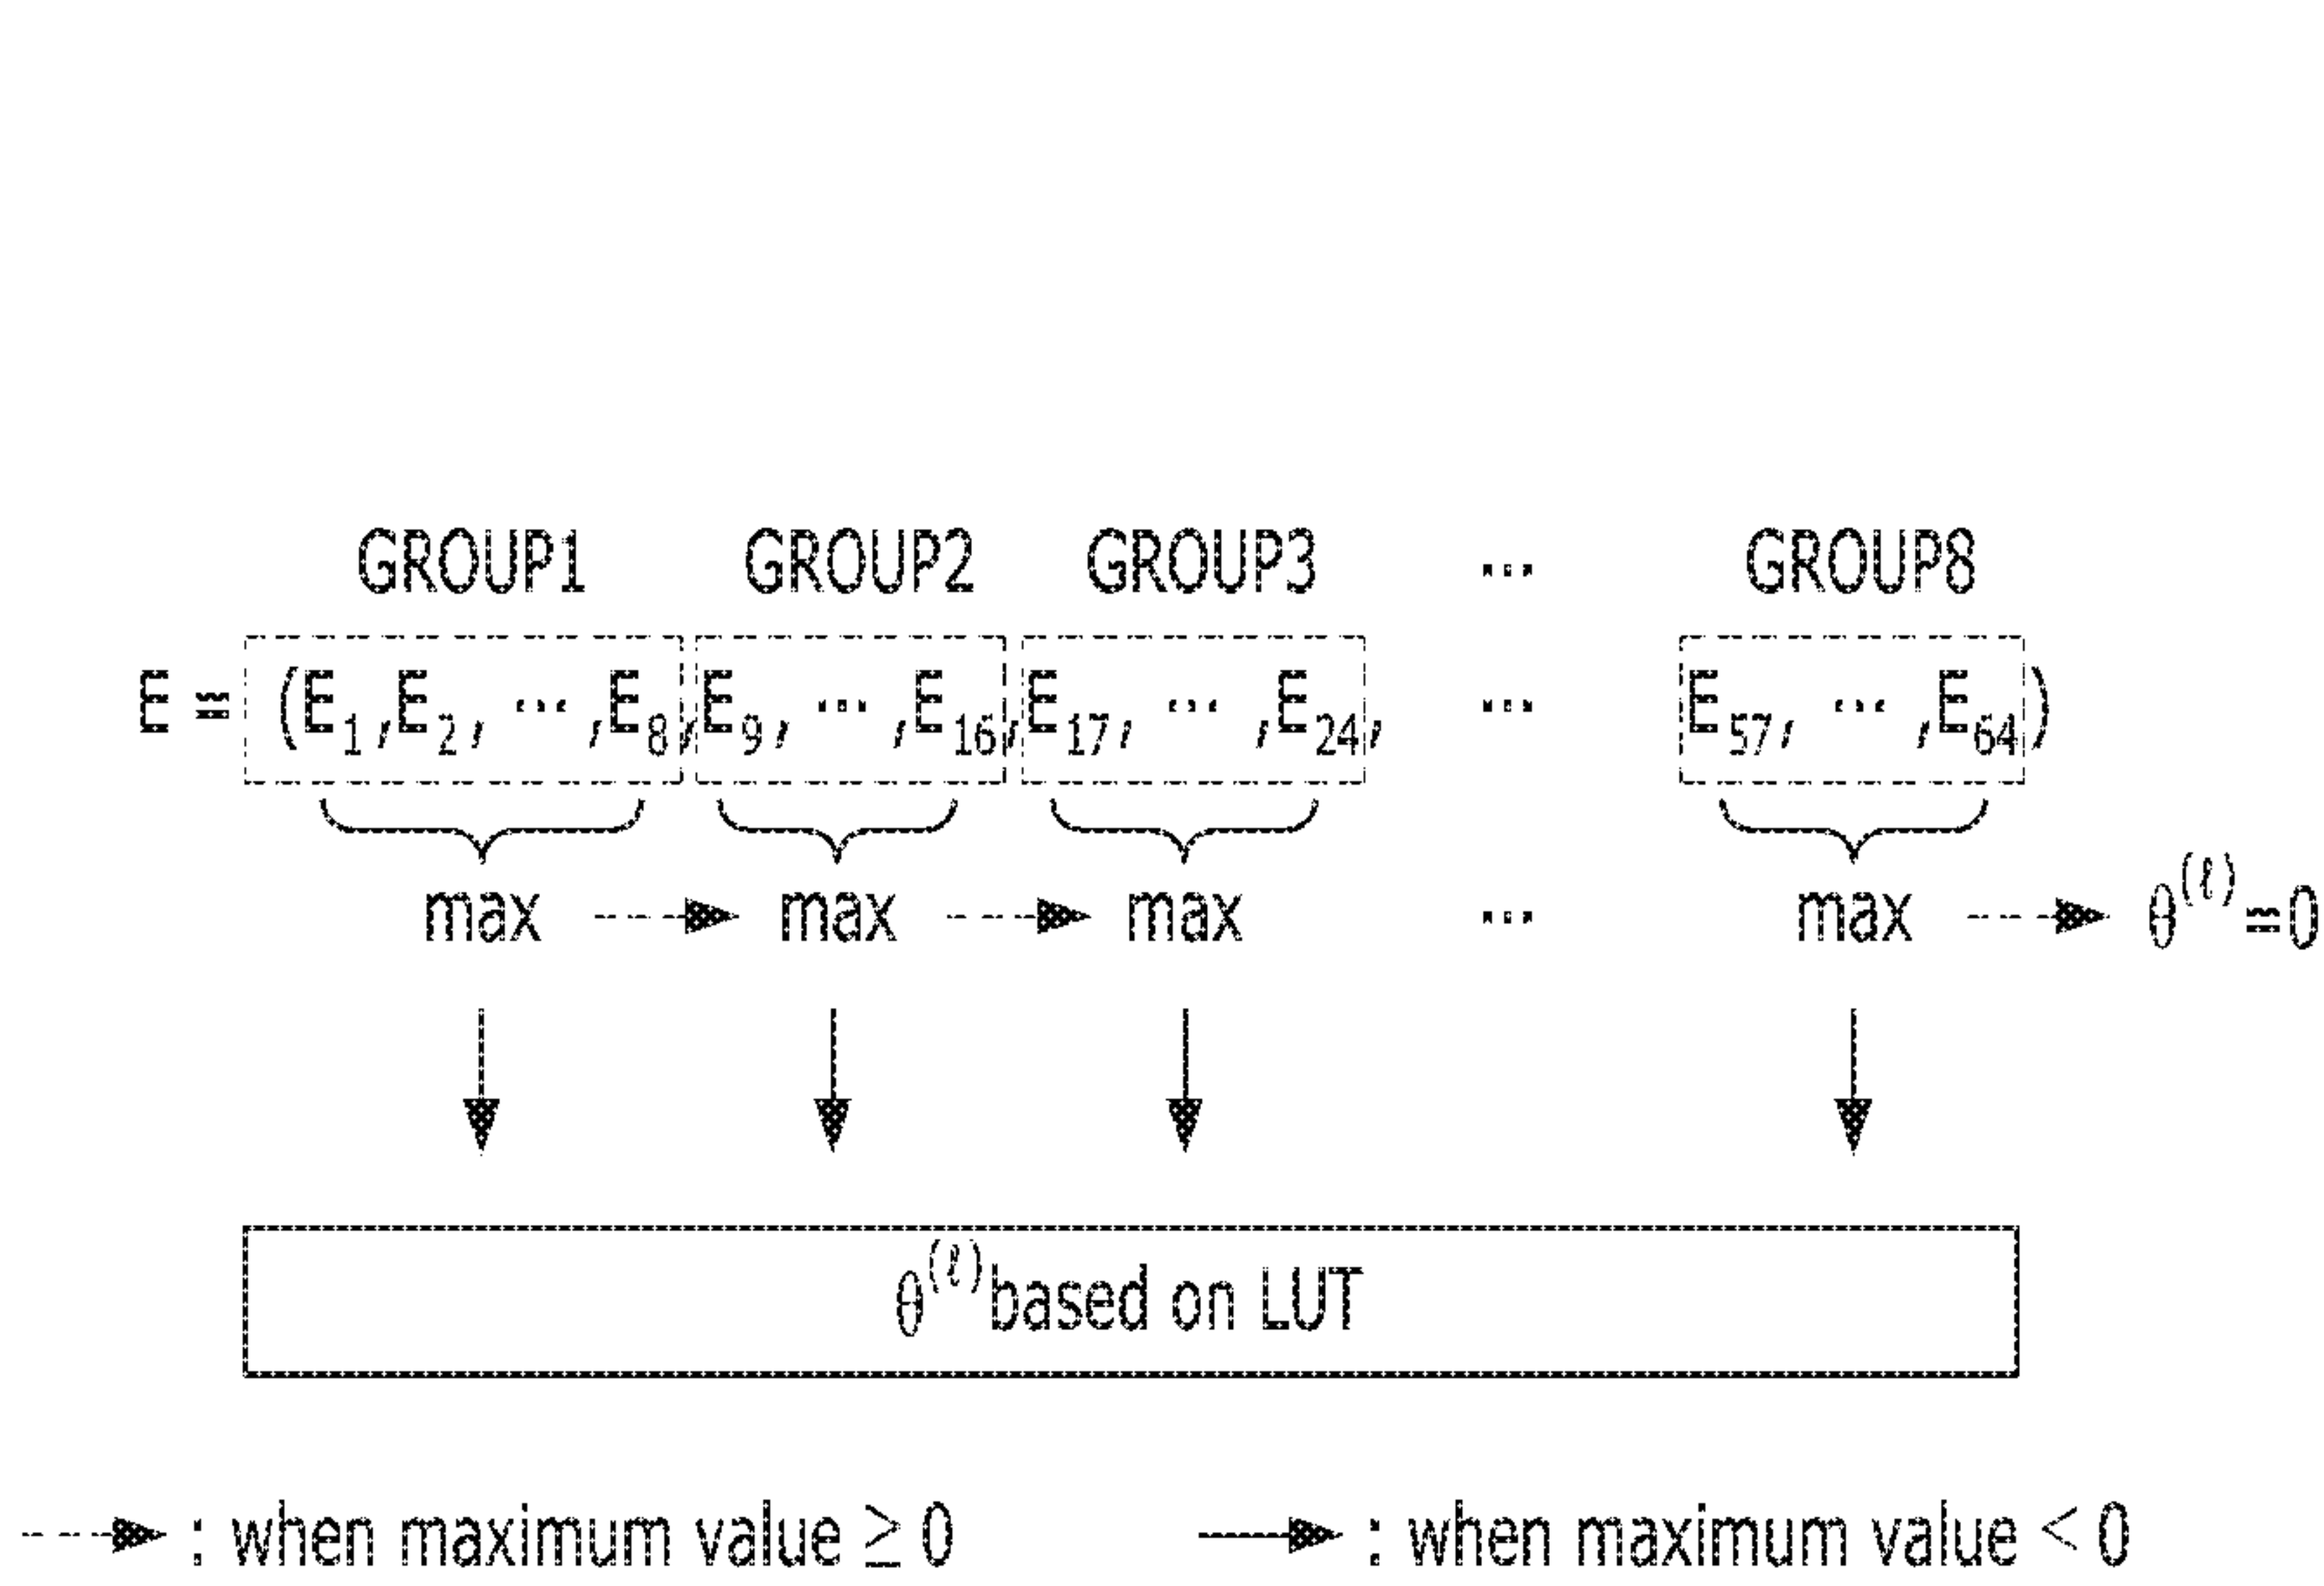 GROUP1 GROUP2 GROUP3 ... GROUP8
E = (E1,E2, ... ,E8,E9, ... ,E16,E17, ... ,E24, ... E57, ... ,E64)
max max max ... max θ(ℓ)=0
θ(ℓ)based on LUT
: when maximum value ≥ 0 : when maximum value < 0